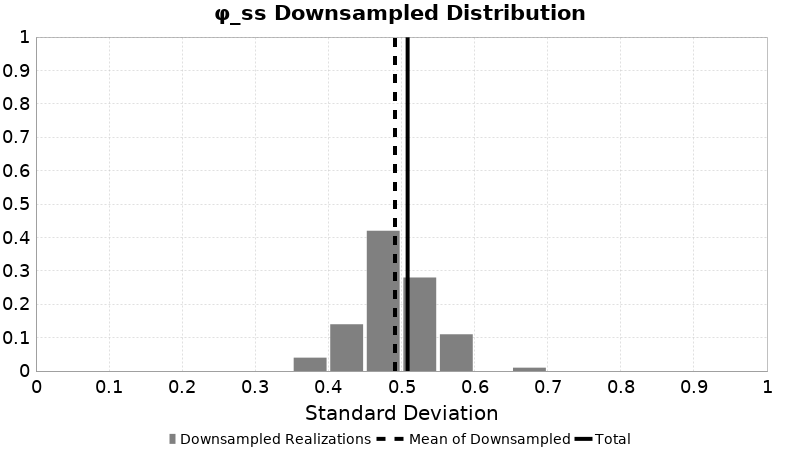 φ_ss Downsampled Distribution
1
0.9
0.8
0.7
0.6
0.5
0.4
0.3
0.2
0.1
0
0 0.1 0.2 0.3 0.4 0.5 0.6 0.7 0.8 0.9 1
Standard Deviation
Downsampled Realizations Mean of Downsampled Total